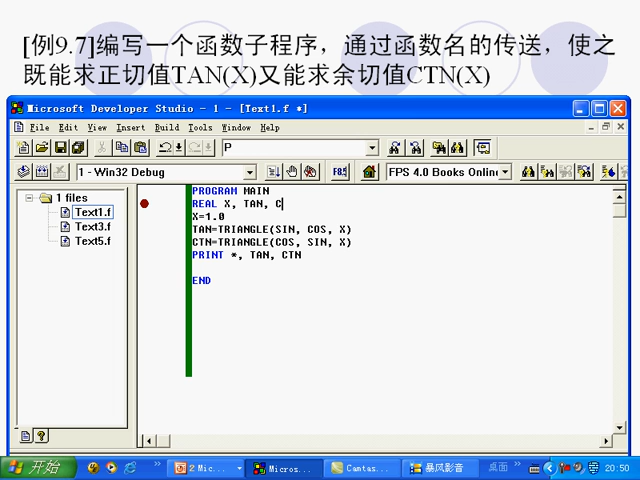 [例9.7]编写一个函数子程序，通过函数名的传送，使之
既能求正切值TAN(X)又能求余切值CTN(X)
Microsoft Developer Studio - 1 - [Text1.f *]
File Edit View Insert Build Tools Window Help
P
1 - Win32 Debug
FPS 4.0 Books Online
1 files
Text1.f
Text3.f
Text5.f
PROGRAM MAIN
REAL X, TAN, C
X=1.0
TAN=TRIANGLE(SIN, COS, X)
CTN=TRIANGLE(COS, SIN, X)
PRINT *, TAN, CTN
END
开始
2 Mic...
Micros...
Camtas...
暴风影音
桌面
20:50